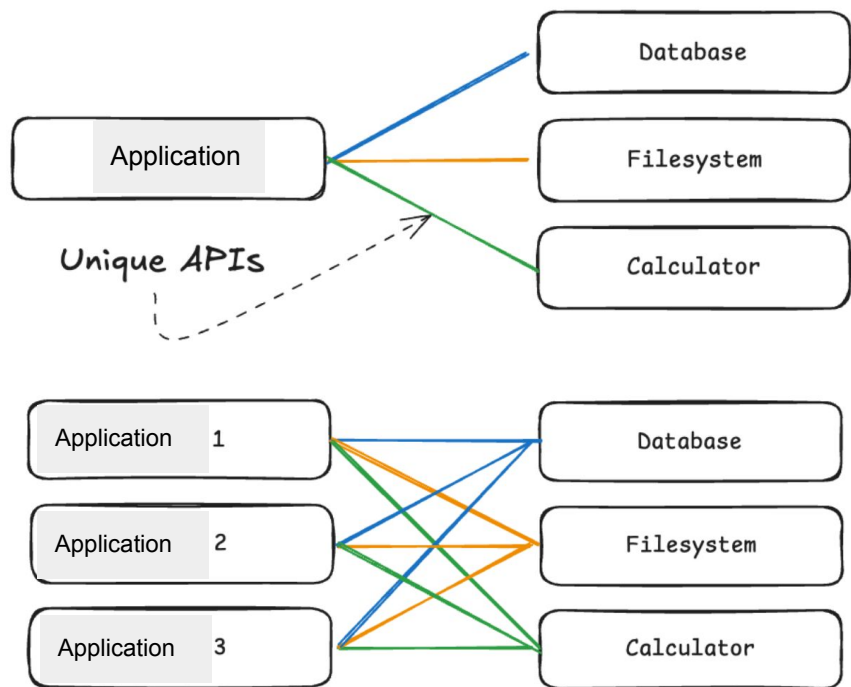 Database
Application
Filesystem
Unique APIs
Calculator
Application 1
Database
Application 2
Filesystem
Application 3
Calculator